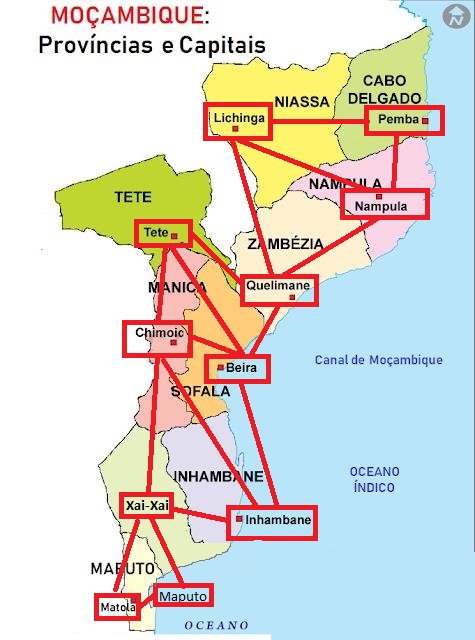 MOÇAMBIQUE:
Províncias e Capitais
N
CABO
DELGADO
NIASSA
Lichinga
Pemba
NAMPULA
Nampula
TETE
Tete
ZAMBÉZIA
MANICA
Quelimane
Chimoio
Beira
Canal de Moçambique
SOFALA
INHAMBANE
OCEANO
ÍNDICO
Xai-Xai
Inhambane
MAPUTO
Matola
Maputo
OCEANO